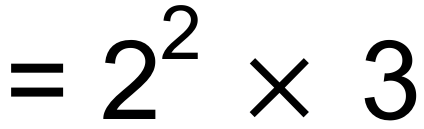 = 2² × 3